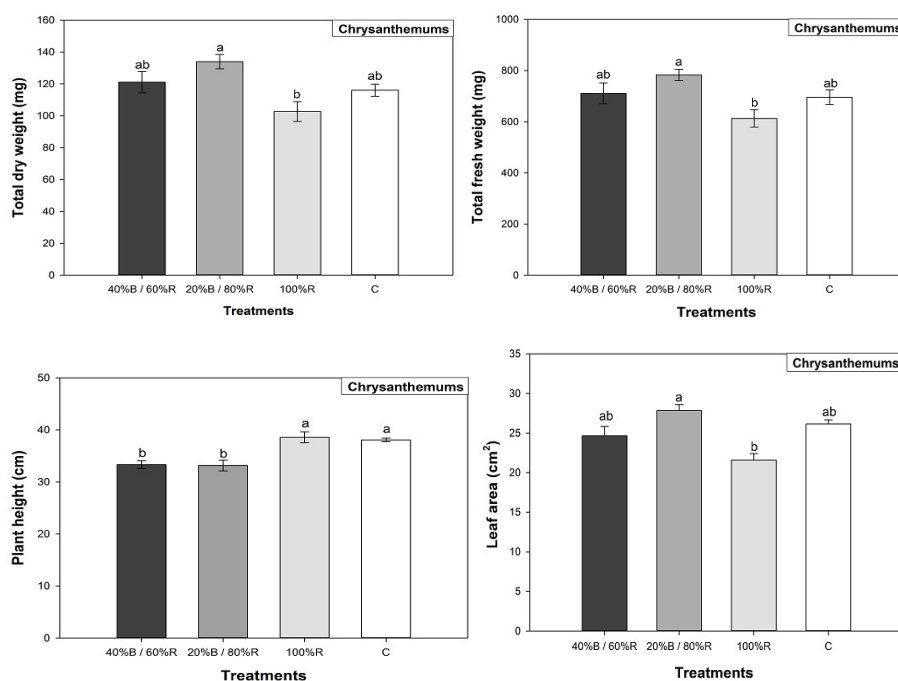 Chrysanthemums
Total dry weight (mg)
160
140
120
100
80
60
40
20
0
ab
a
b
ab
40%B / 60%R
20%B / 80%R
100%R
C
Treatments
Chrysanthemums
Total fresh weight (mg)
1000
800
600
400
200
0
ab
a
b
ab
40%B / 60%R
20%B / 80%R
100%R
C
Treatments
Chrysanthemums
Plant height (cm)
50
40
30
20
10
0
b
b
a
a
40%B / 60%R
20%B / 80%R
100%R
C
Treatments
Chrysanthemums
Leaf area (cm²)
35
30
25
20
15
10
5
0
ab
a
b
ab
40%B / 60%R
20%B / 80%R
100%R
C
Treatments